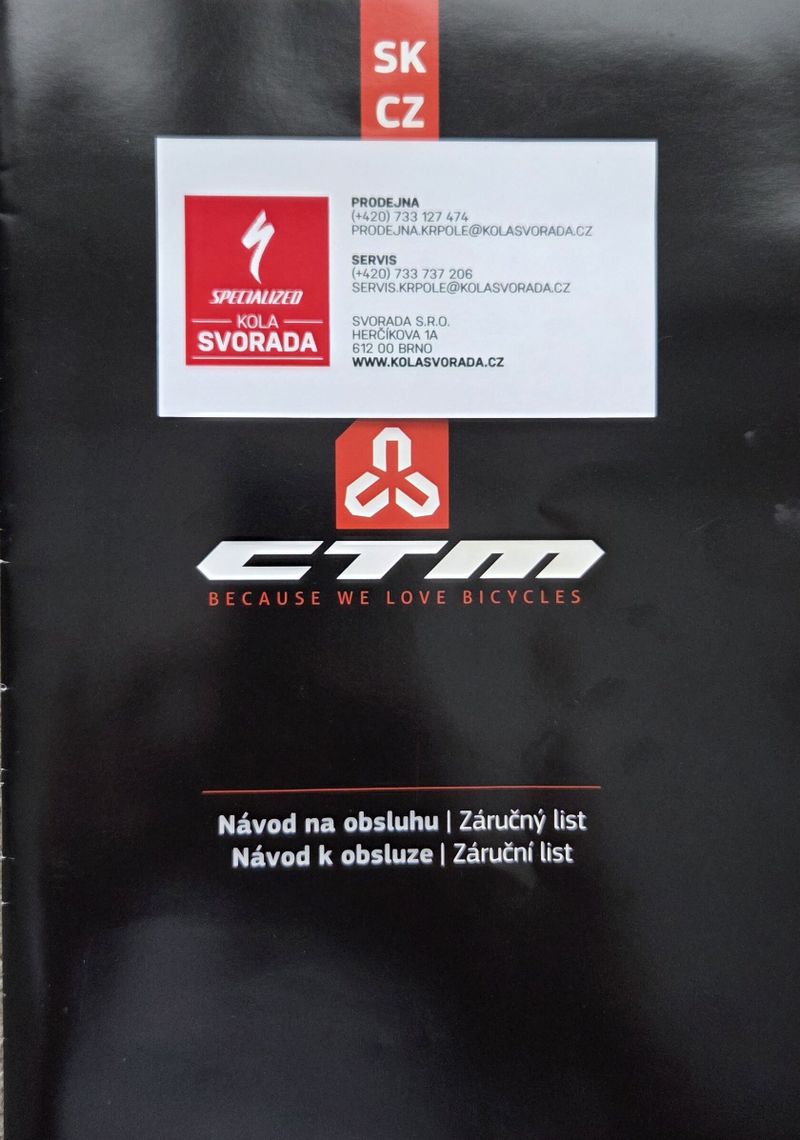 SK
CZ
SPECIALIZED
KOLA
SVORADA
PRODEJNA
(+420) 733 127 474
PRODEJNA.KRPOLE@KOLASVORADA.CZ
SERVIS
(+420) 733 737 206
SERVIS.KRPOLE@KOLASVORADA.CZ
SVORADA S.R.O.
HERČÍKOVA 1A
612 00 BRNO
WWW.KOLASVORADA.CZ
CTM
BECAUSE WE LOVE BICYCLES
Návod na obsluhu | Záručný list
Návod k obsluze | Záruční list